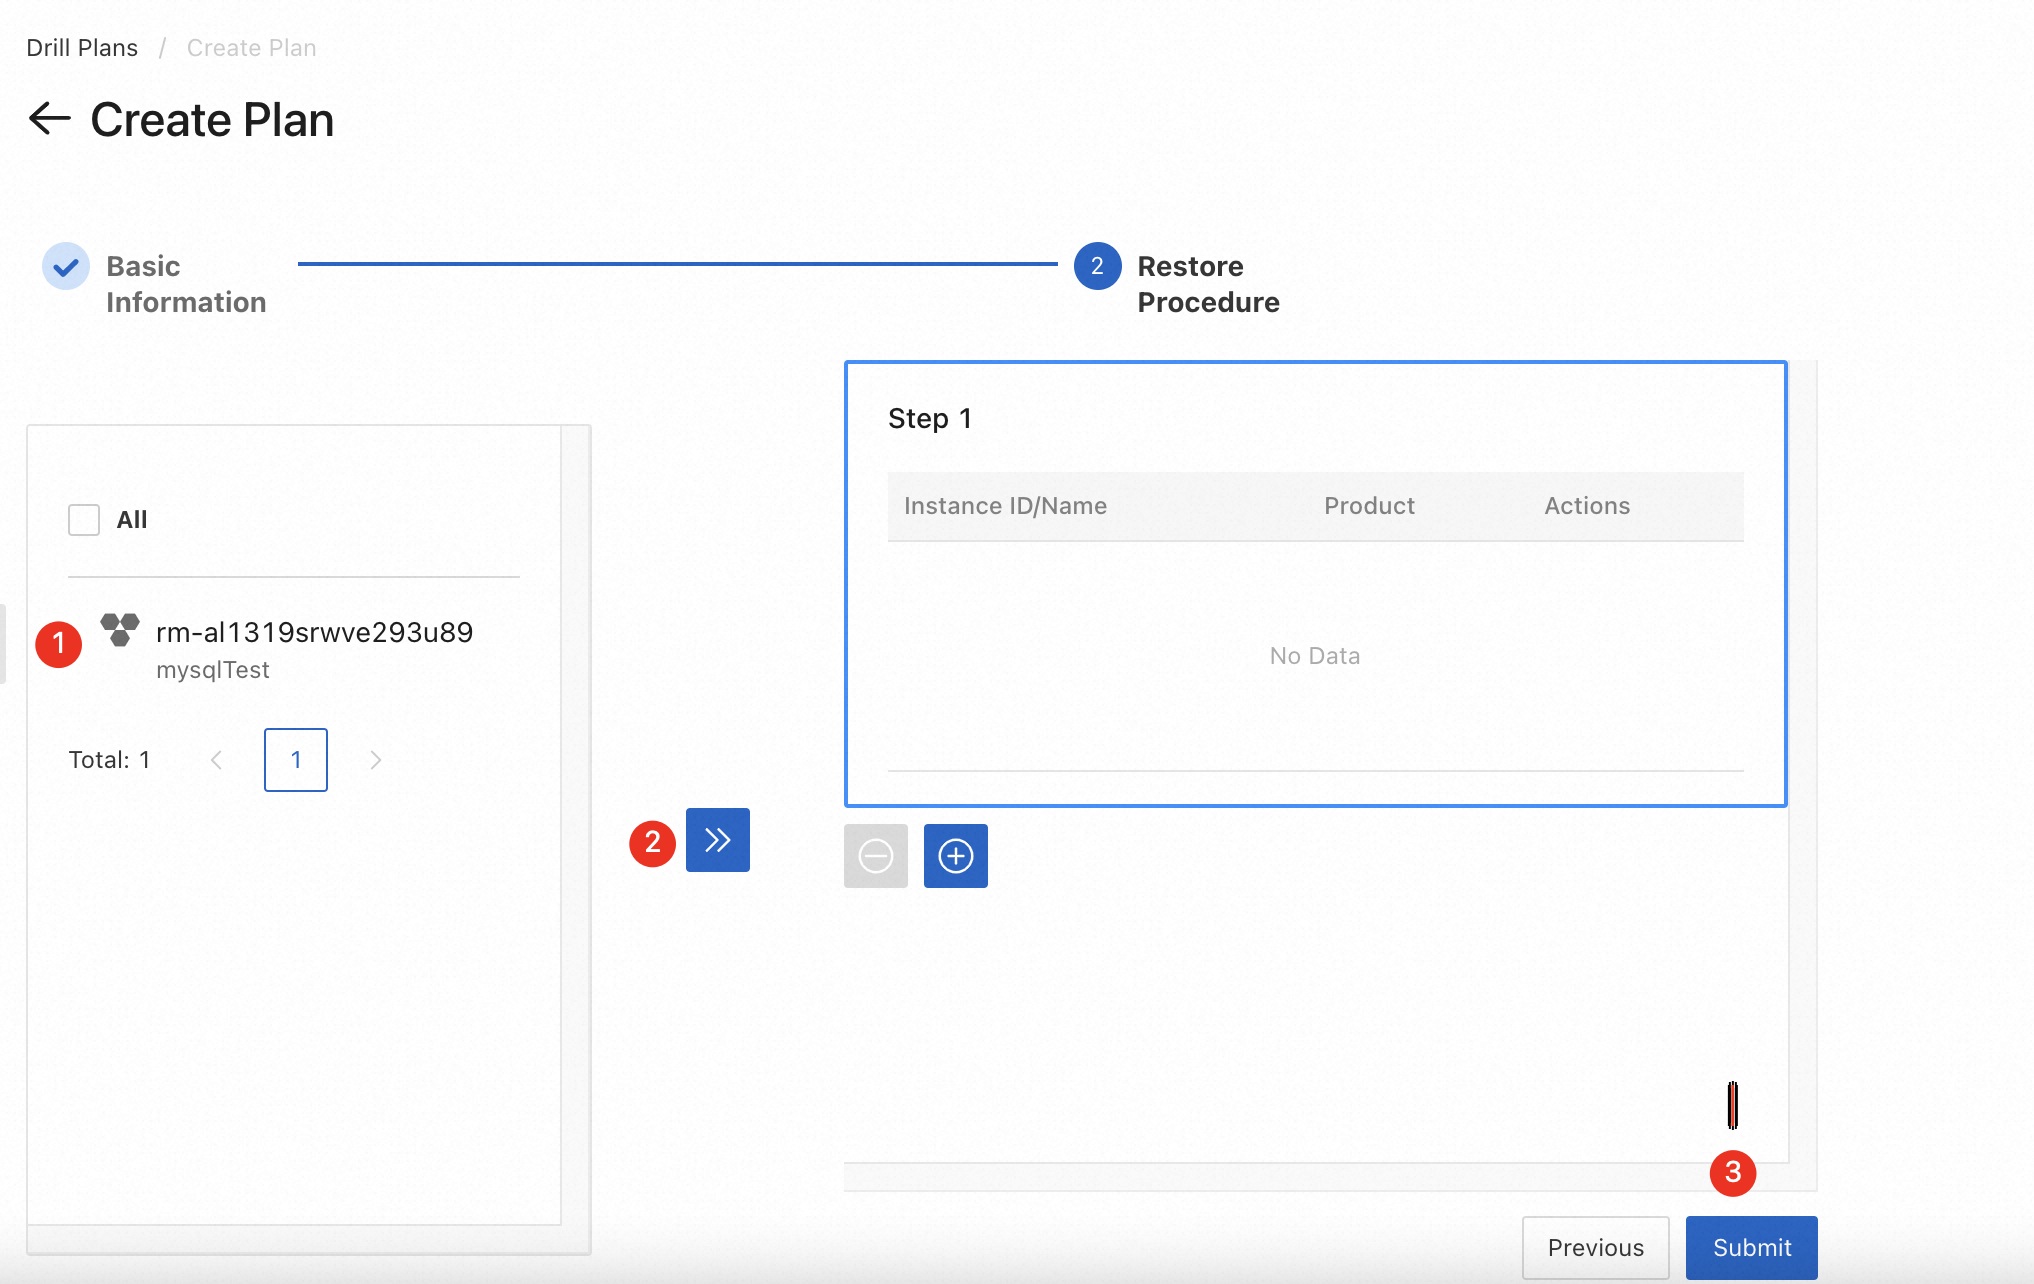 Drill Plans / Create Plan
← Create Plan
Basic
Information
2 Restore
Procedure
Step 1
Instance ID/Name Product Actions
No Data
All
1 rm-al1319srwve293u89
mysqlTest
Total: 1 < 1 >
2
3
Previous Submit